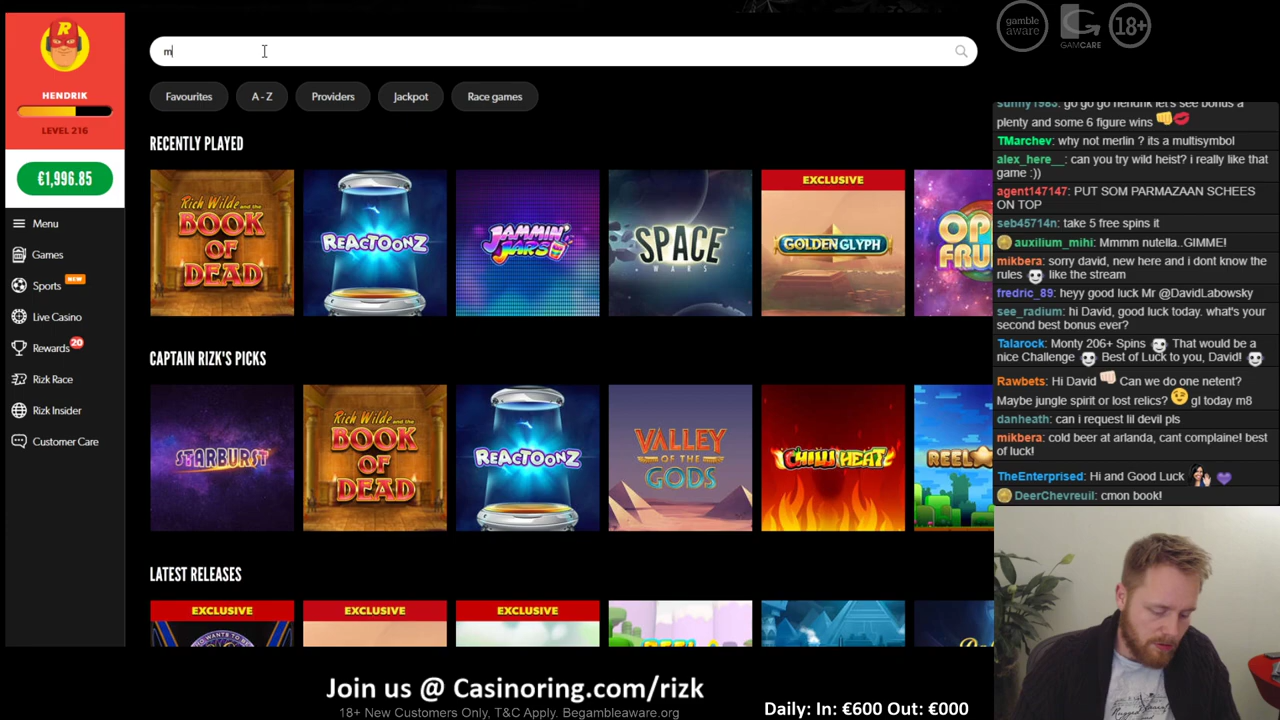 R
HENDRIK
LEVEL 216
€1,996.85
Menu
Games
Sports NEW
Live Casino
Rewards 20
Rizk Race
Rizk Insider
Customer Care
m
Favourites A - Z Providers Jackpot Race games
RECENTLY PLAYED
Rich Wilde and the BOOK OF DEAD
REACTOONZ
JAMMIN' JARS
SPACE WARS
EXCLUSIVE
GOLDEN GLYPH
CAPTAIN RIZK'S PICKS
STARBURST
Rich Wilde and the BOOK OF DEAD
REACTOONZ
VALLEY OF THE GODS
CHILLI HEAT
REEL
LATEST RELEASES
EXCLUSIVE EXCLUSIVE EXCLUSIVE
WANTS TO
gamble aware
GAMCARE
18+
sunny1983: go go go hendrik let's see bonus a
plenty and some 6 figure wins
TMarchev: why not merlin ? its a multisymbol
alex_here__: can you try wild heist? i really like that
game :))
agent147147: PUT SOM PARMAZAAN SCHEES
ON TOP
seb45714n: take 5 free spins it
auxilium_mihi: Mmmm nutella..GIMME!
mikbera: sorry david, new here and i dont know the
rules like the stream
fredric_89: heyy good luck Mr @DavidLabowsky
see_radium: hi David, good luck today. what's your
second best bonus ever?
Talarock: Monty 206+ Spins That would be a
nice Challenge Best of Luck to you, David!
Rawbets: Hi David Can we do one netent?
Maybe jungle spirit or lost relics? gl today m8
danheath: can i request lil devil pls
mikbera: cold beer at arlanda, cant complaine! best
of luck!
TheEnterprised: Hi and Good Luck
DeerChevreuil: cmon book!
Join us @ Casinoring.com/rizk
18+ New Customers Only, T&C Apply. Begambleaware.org
Daily: In: €600 Out: €000